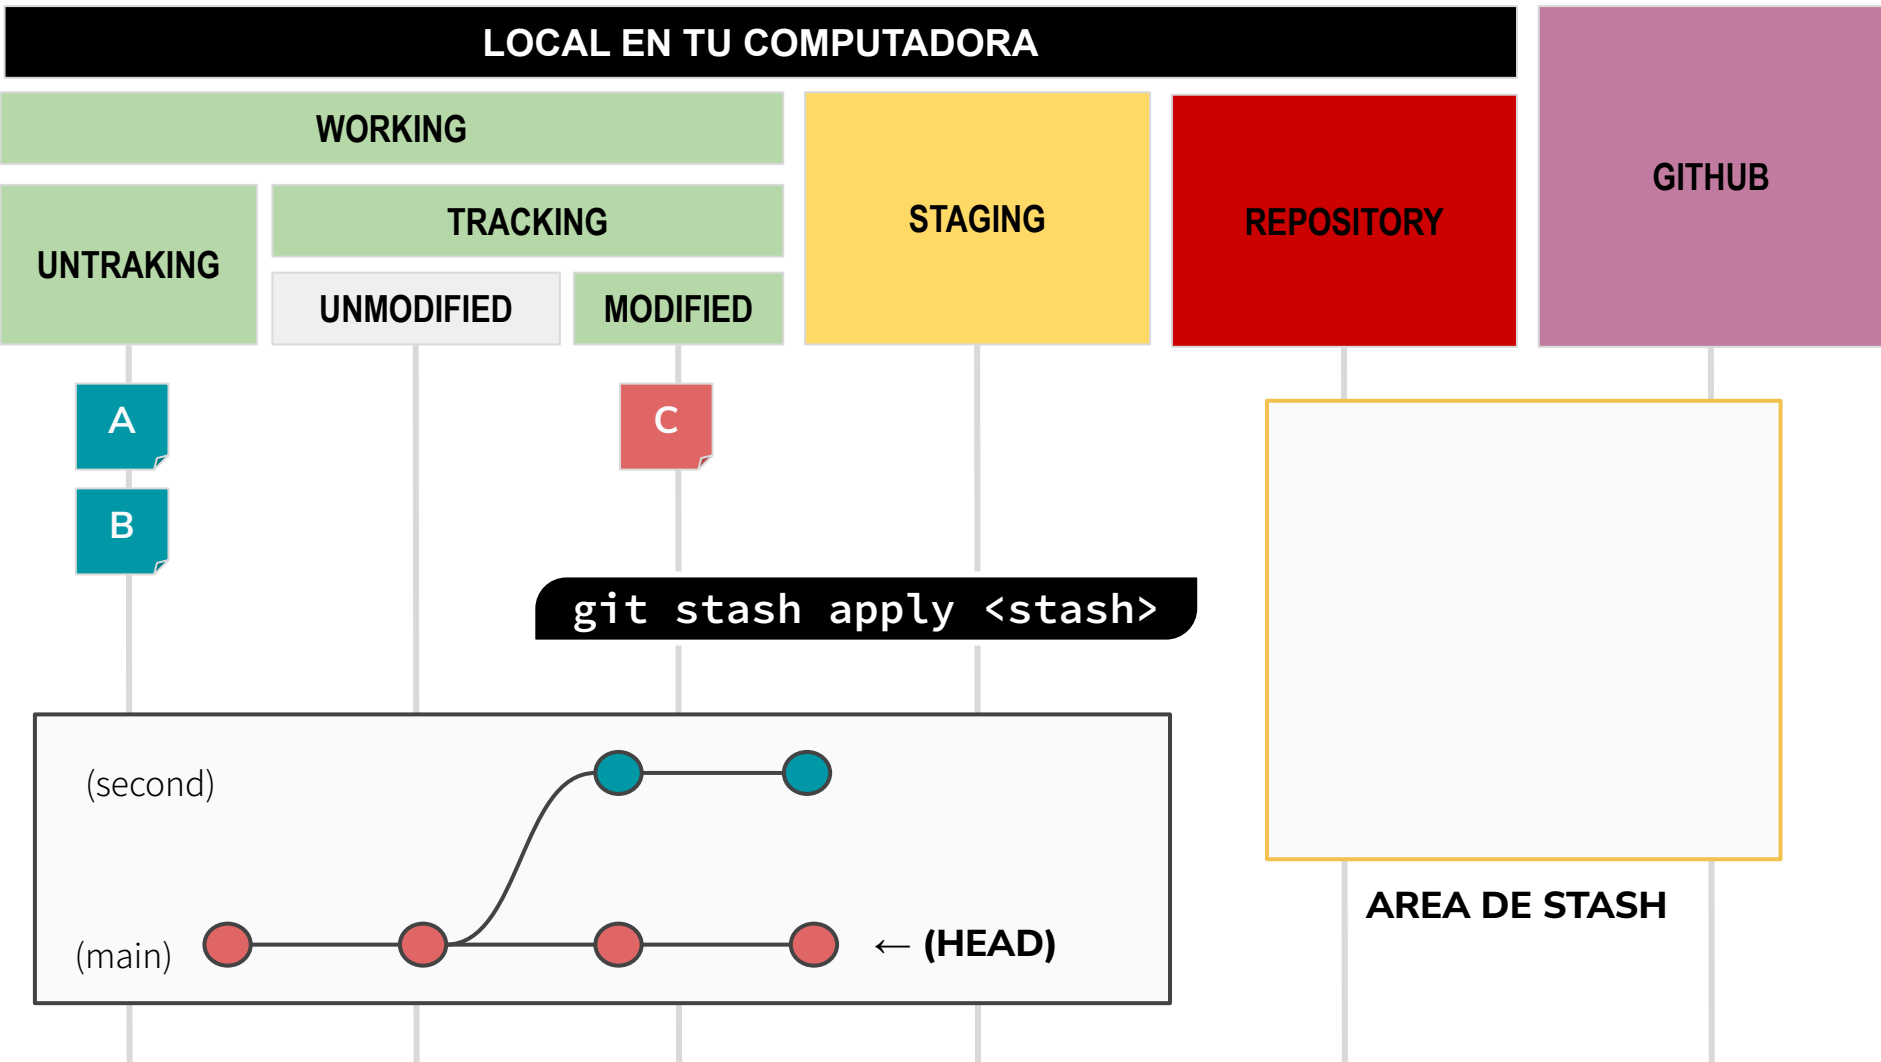 LOCAL EN TU COMPUTADORA
WORKING
STAGING
REPOSITORY
GITHUB
UNTRAKING
TRACKING
UNMODIFIED
MODIFIED
A
C
B
git stash apply <stash>
(second)
(main)
← (HEAD)
AREA DE STASH